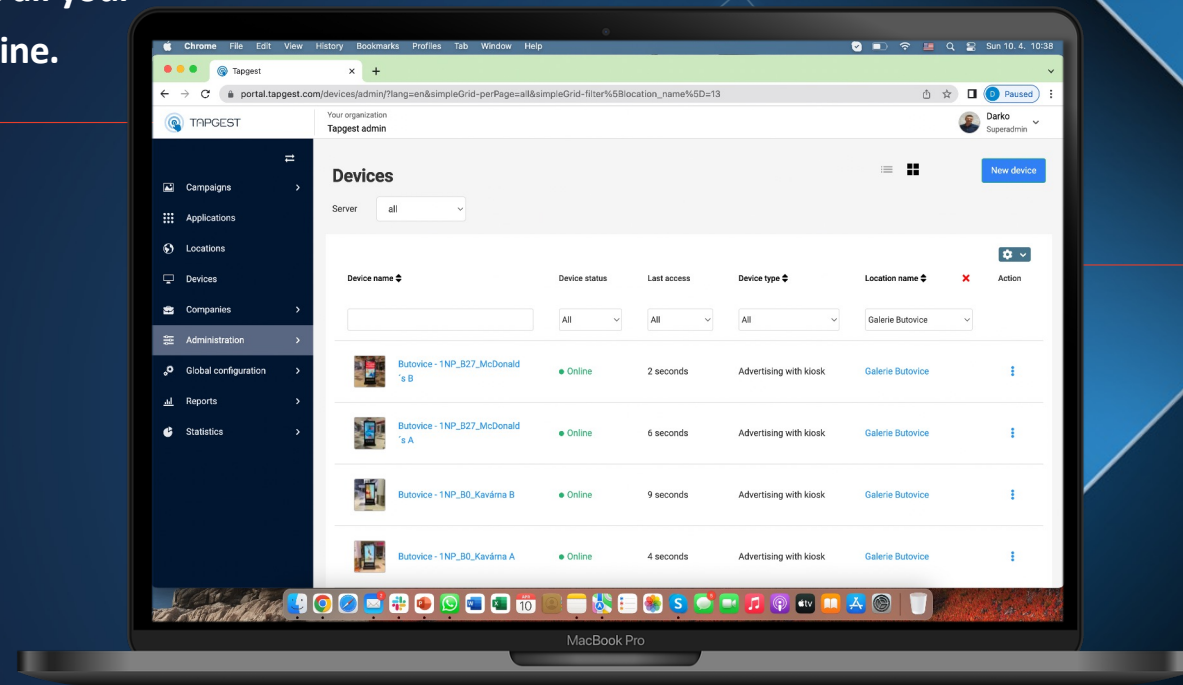 all your
ine.
Chrome File Edit View History Bookmarks Profiles Tab Window Help
Sun 10. 4. 10:38
Tapgest
portal.tapgest.com/devices/admin/?lang=en&simpleGrid-perPage=all&simpleGrid-filter%5Blocation_name%5D=13
D Paused
TAPGEST
Your organization
Tapgest admin
Darko
Superadmin
Campaigns
Applications
Locations
Devices
Companies
Administration
Global configuration
Reports
Statistics
Devices
New device
Server all
Device name Device status Last access Device type Location name Action
All All All Galerie Butovice
Butovice - 1NP_B27_McDonald
´s B
Online 2 seconds Advertising with kiosk Galerie Butovice
Butovice - 1NP_B27_McDonald
´s A
Online 6 seconds Advertising with kiosk Galerie Butovice
Butovice - 1NP_B0_Kavárna B Online 9 seconds Advertising with kiosk Galerie Butovice
Butovice - 1NP_B0_Kavárna A Online 4 seconds Advertising with kiosk Galerie Butovice
10
tv
MacBook Pro